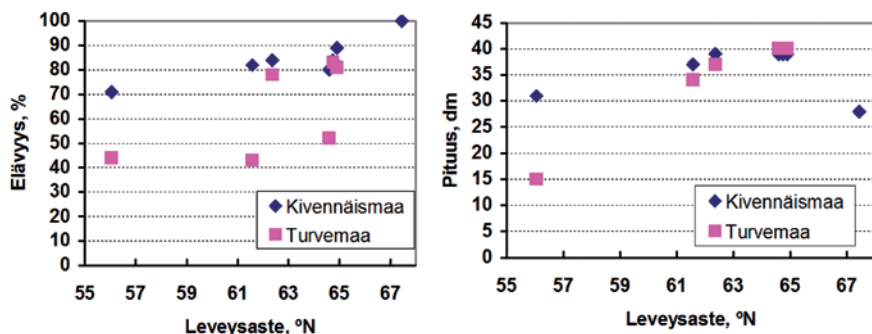 Elävyys, %
100
90
80
70
60
50
40
30
20
10
0
55 57 59 61 63 65 67
Leveysaste, ºN
Kivennäismaa
Turvemaa
Pituus, dm
45
40
35
30
25
20
15
10
5
0
55 57 59 61 63 65 67
Leveysaste, ºN
Kivennäismaa
Turvemaa